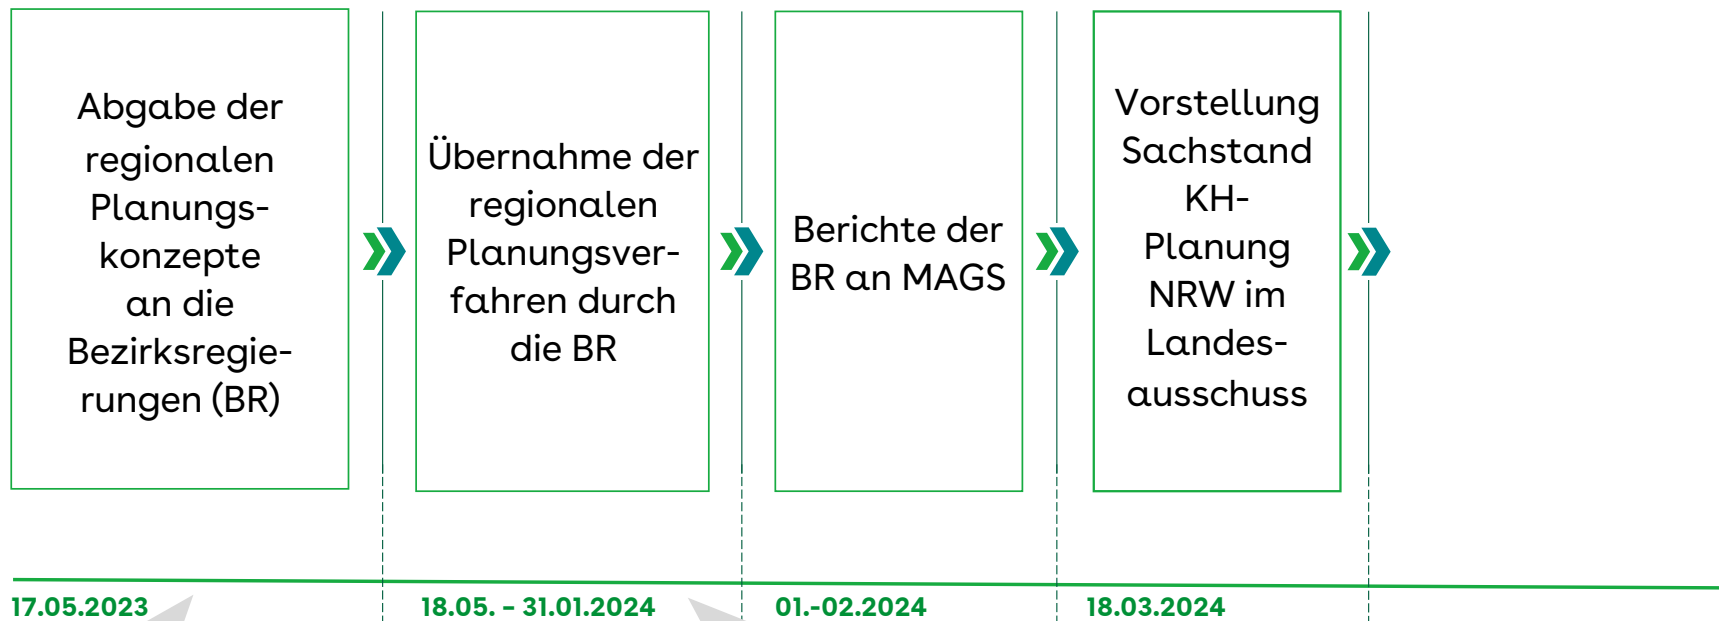 Abgabe der
regionalen
Planungs-
konzepte
an die
Bezirksregie-
rungen (BR)
Übernahme der
regionalen
Planungsver-
fahren durch
die BR
Berichte der
BR an MAGS
Vorstellung
Sachstand
KH-
Planung
NRW im
Landes-
ausschuss
17.05.2023
18.05. - 31.01.2024
01.-02.2024
18.03.2024